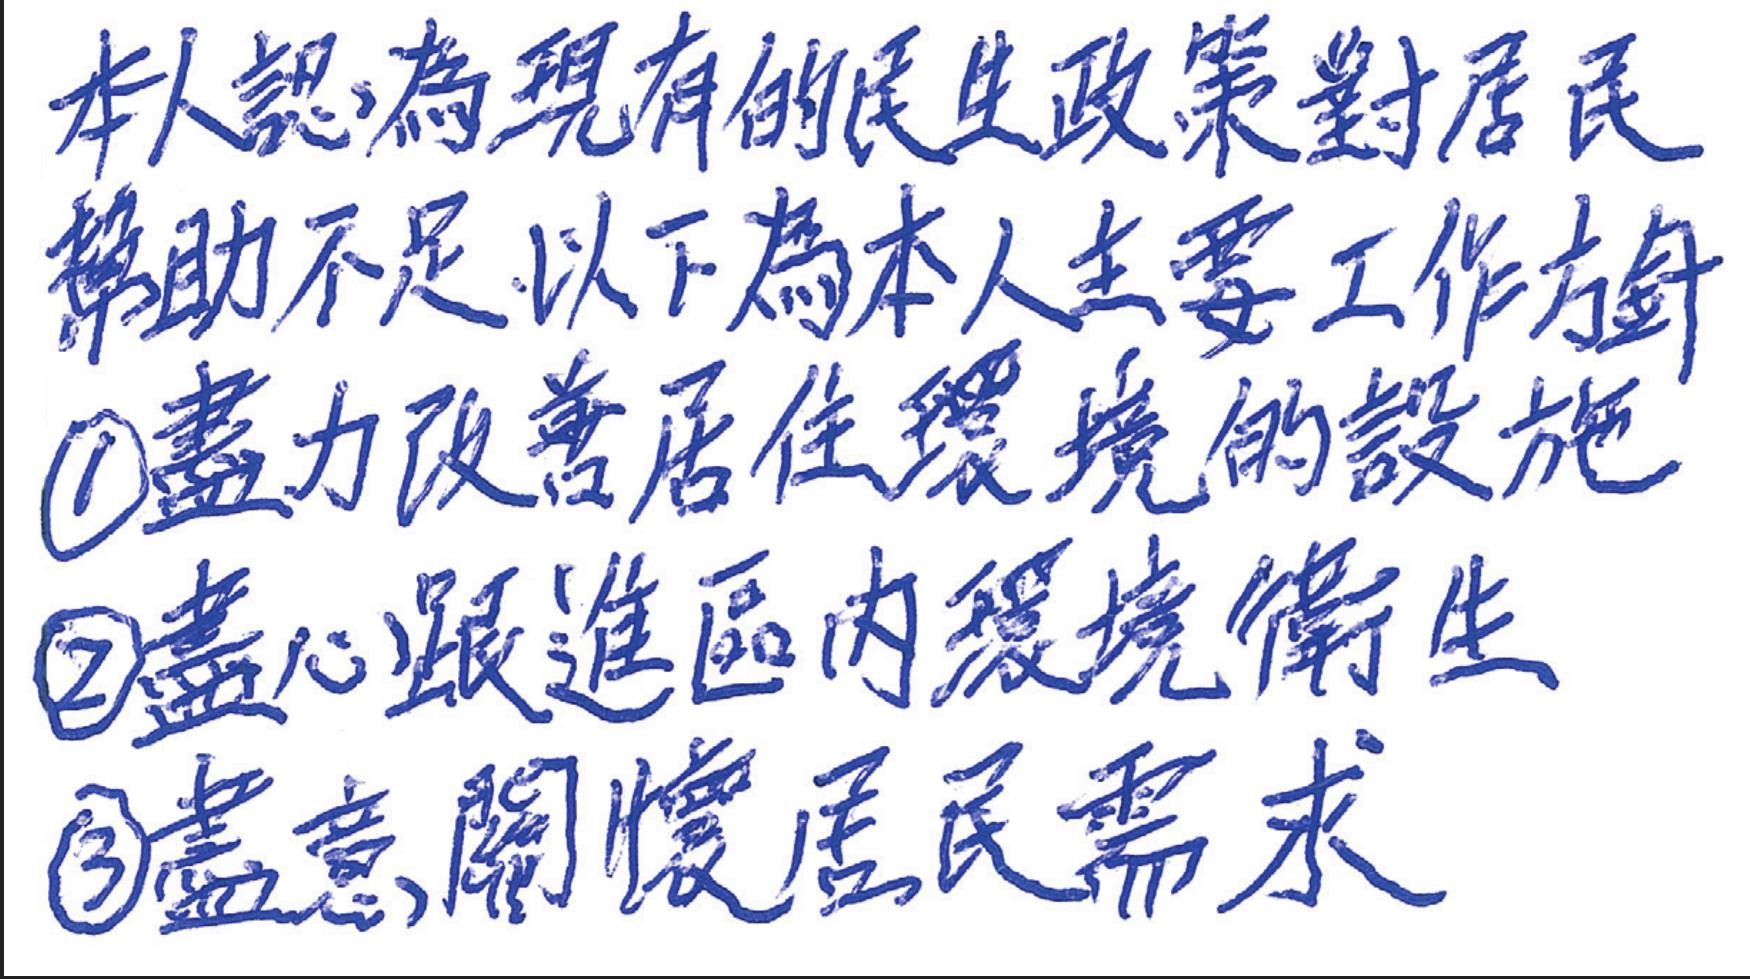 本人認為現有的民生政策對居民
幫助不足以下為本人主要工作方針
①盡力改善居住環境的設施
②盡心跟進區內環境衛生
③盡意關懷居民需求